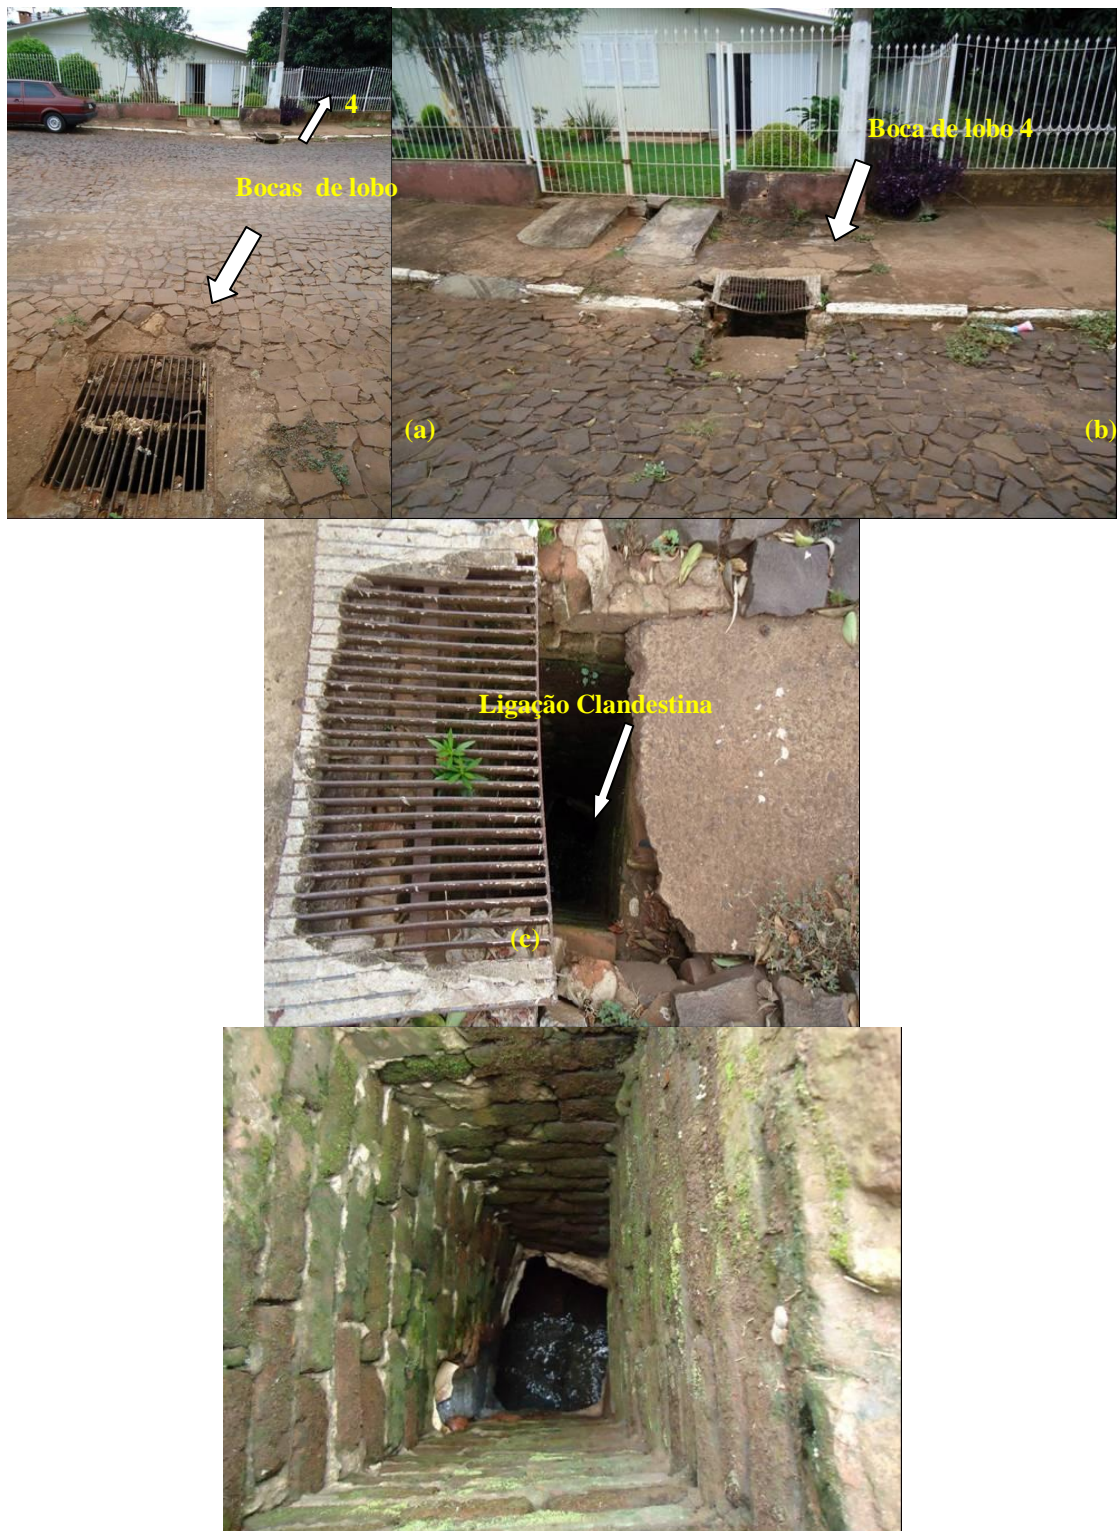 4
Boca de lobo 4
Bocas  de lobo
(a)
(b)
Ligação Clandestina
(c)